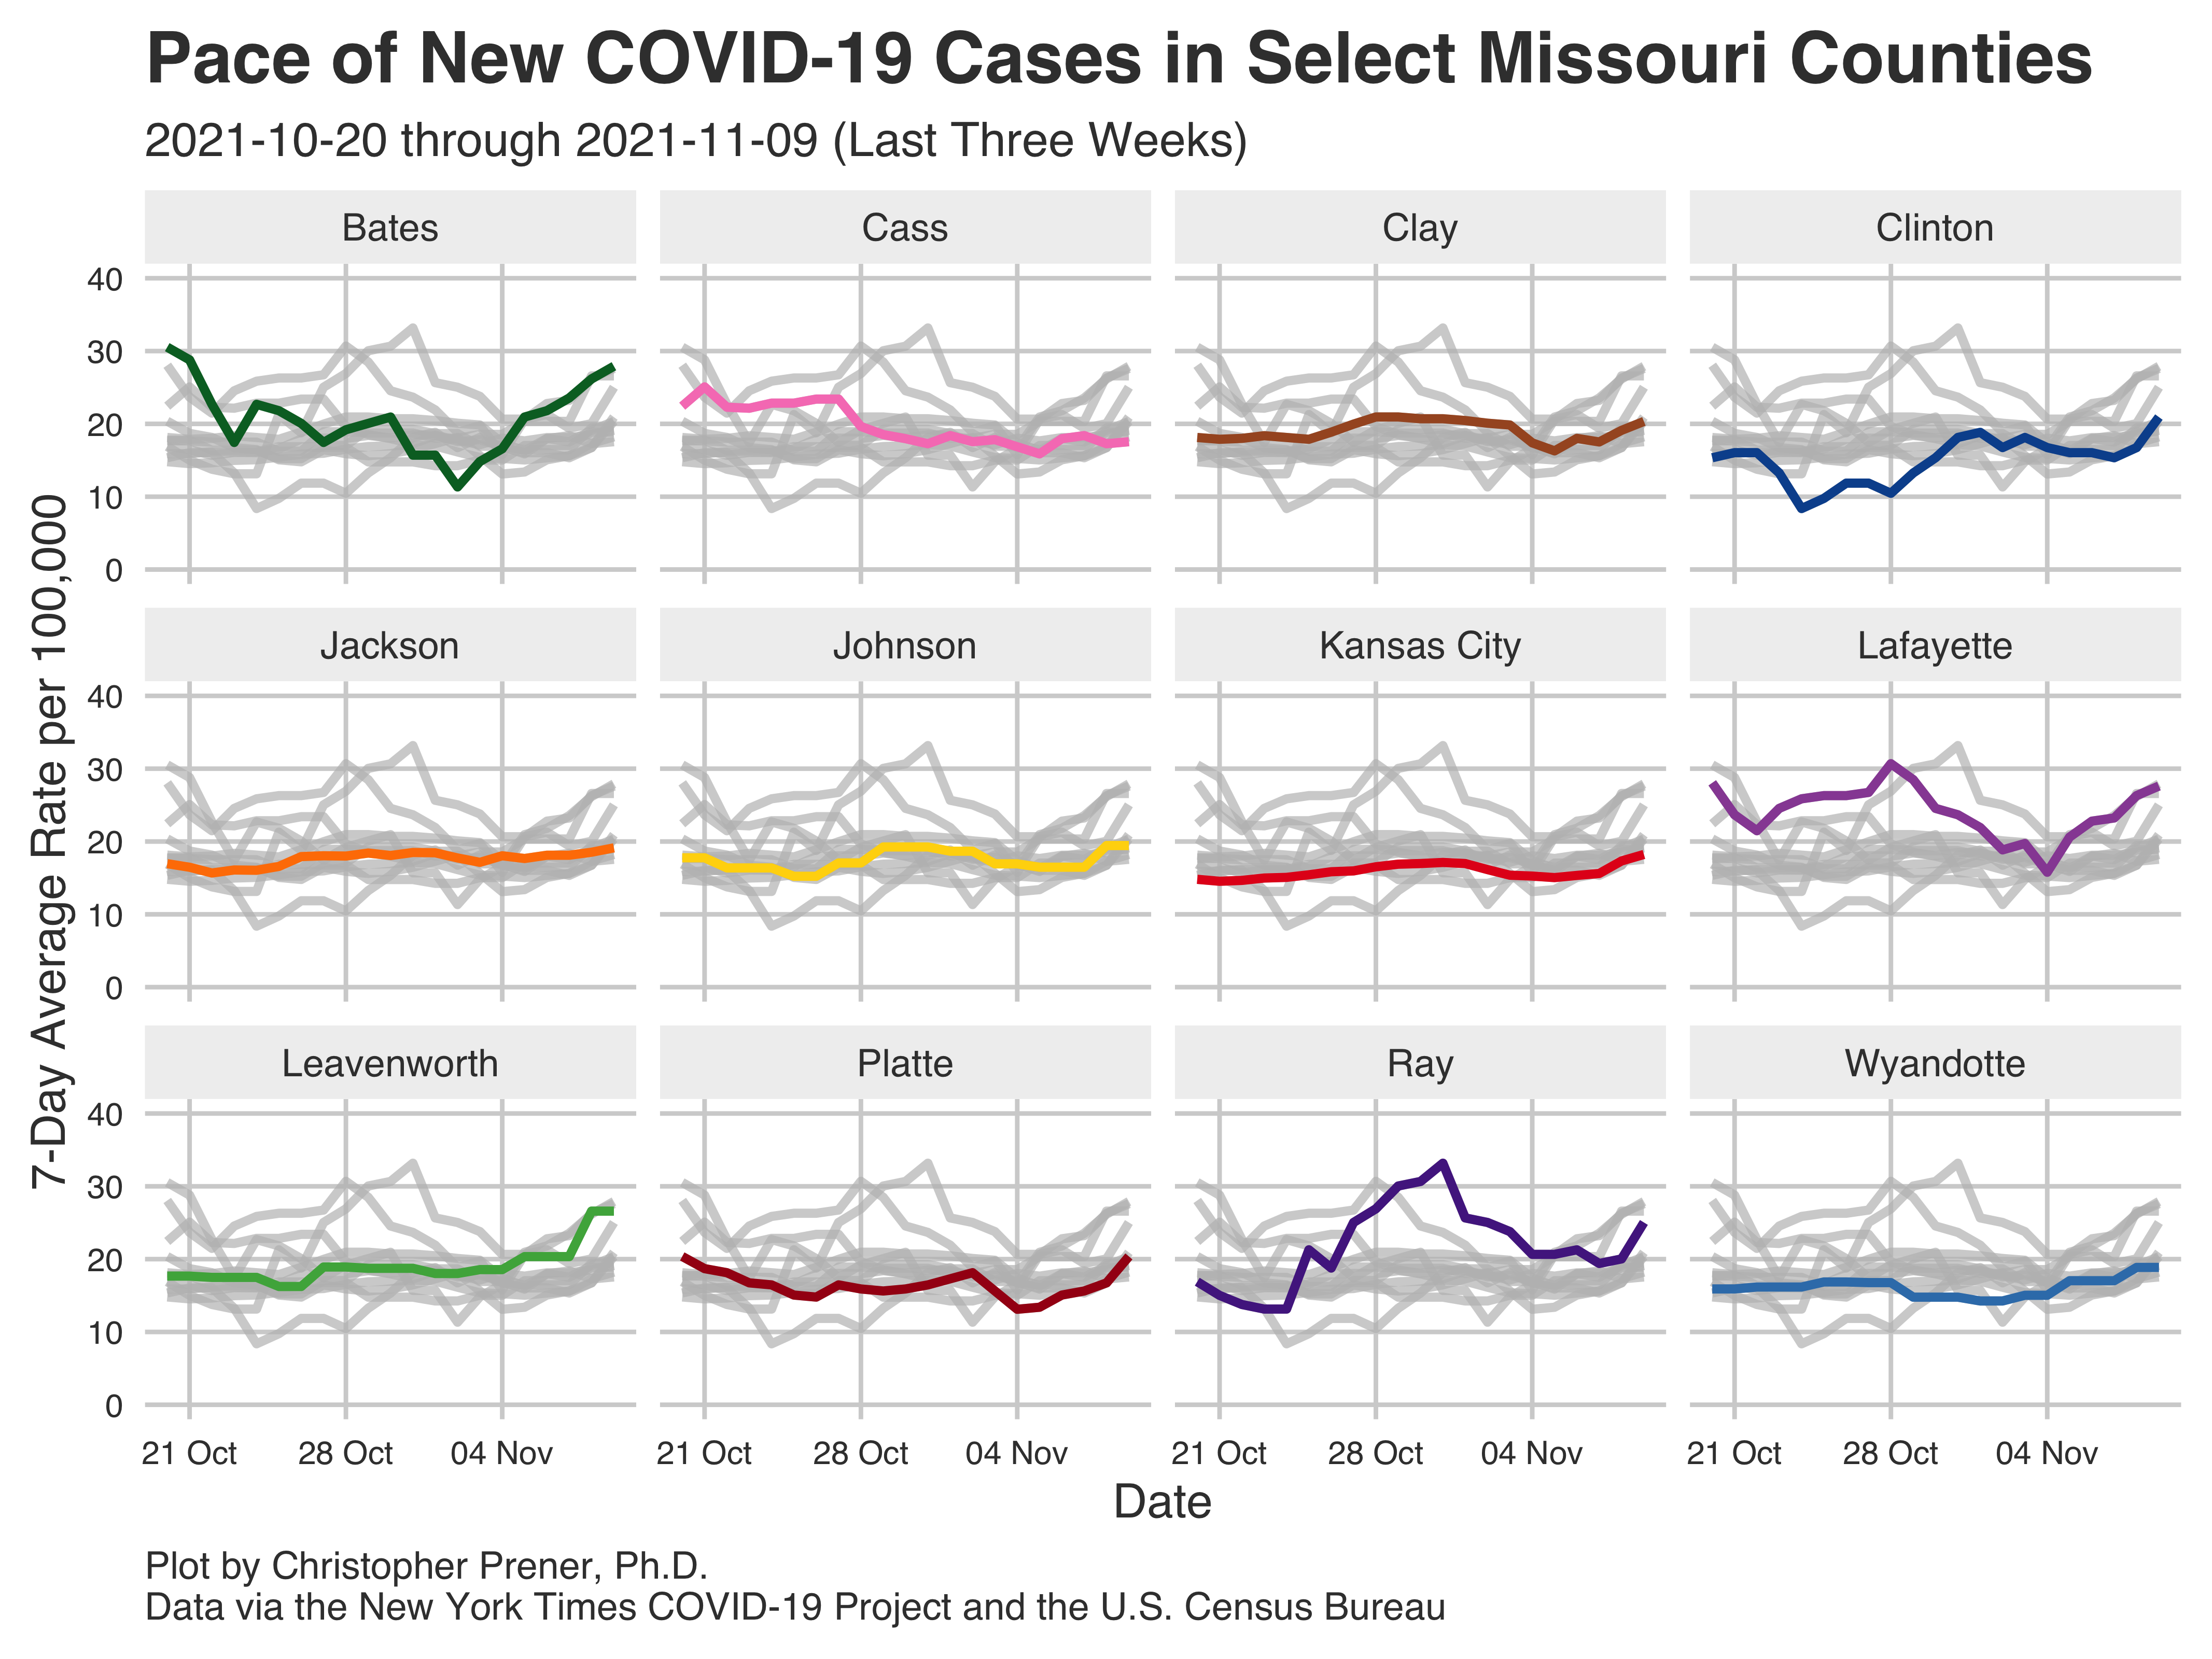 Pace of New COVID-19 Cases in Select Missouri Counties
2021-10-20 through 2021-11-09 (Last Three Weeks)
Bates
Cass
Clay
Clinton
40
30
20
10
0
Jackson
Johnson
Kansas City
Lafayette
40
30
20
10
0
Leavenworth
Platte
Ray
Wyandotte
40
30
20
10
0
7-Day Average Rate per 100,000
21 Oct 28 Oct 04 Nov
21 Oct 28 Oct 04 Nov
21 Oct 28 Oct 04 Nov
21 Oct 28 Oct 04 Nov
Date
Plot by Christopher Prener, Ph.D.
Data via the New York Times COVID-19 Project and the U.S. Census Bureau